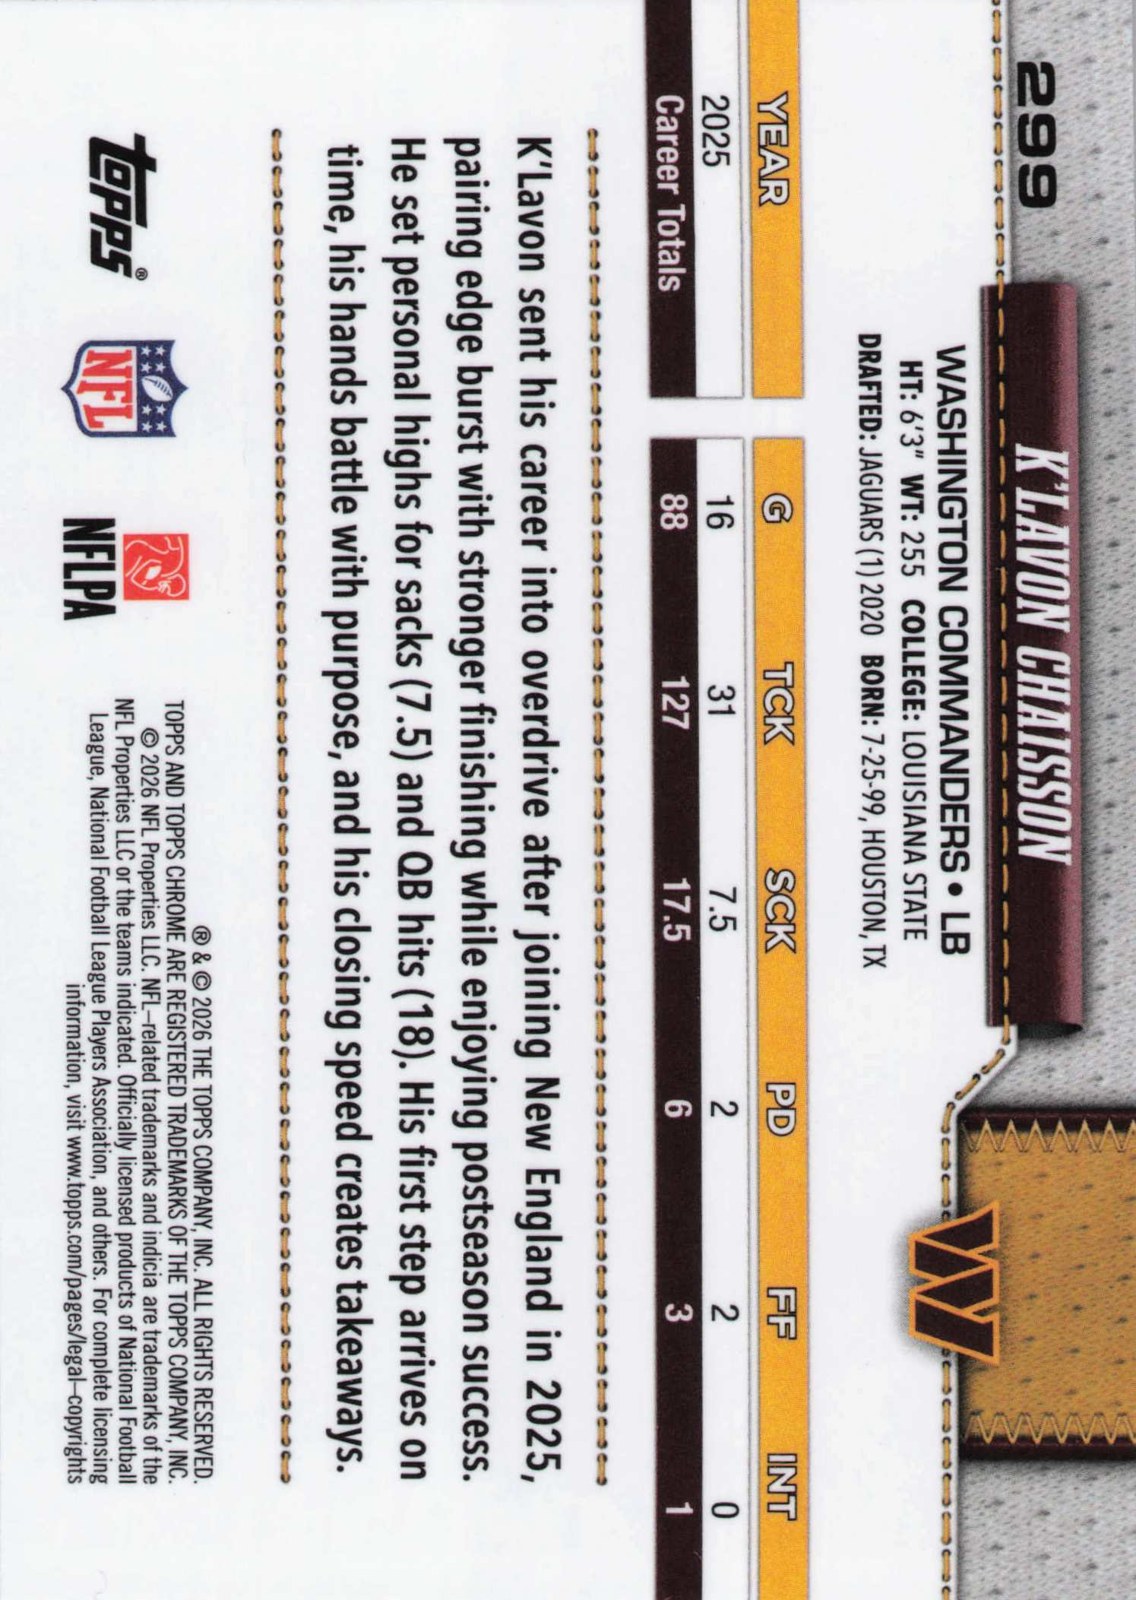 299
K'LAVON CHAISSON
WASHINGTON COMMANDERS • LB
HT: 6'3" WT: 255 COLLEGE: LOUISIANA STATE
DRAFTED: JAGUARS (1) 2020 BORN: 7-25-99, HOUSTON, TX
W
YEAR G TCK SCK PD FF INT
2025 16 31 7.5 2 2 0
Career Totals 88 127 17.5 6 3 1
K'Lavon sent his career into overdrive after joining New England in 2025,
pairing edge burst with stronger finishing while enjoying postseason success.
He set personal highs for sacks (7.5) and QB hits (18). His first step arrives on
time, his hands battle with purpose, and his closing speed creates takeaways.
topps®
NFL
NFLPA
® & © 2026 THE TOPPS COMPANY, INC. ALL RIGHTS RESERVED.
TOPPS AND TOPPS CHROME ARE REGISTERED TRADEMARKS OF THE TOPPS COMPANY, INC.
© 2026 NFL Properties LLC. NFL–related trademarks and indicia are trademarks of the
NFL Properties LLC or the teams indicated. Officially licensed products of National Football
League, National Football League Players Association, and others. For complete licensing
information, visit www.topps.com/pages/legal–copyrights